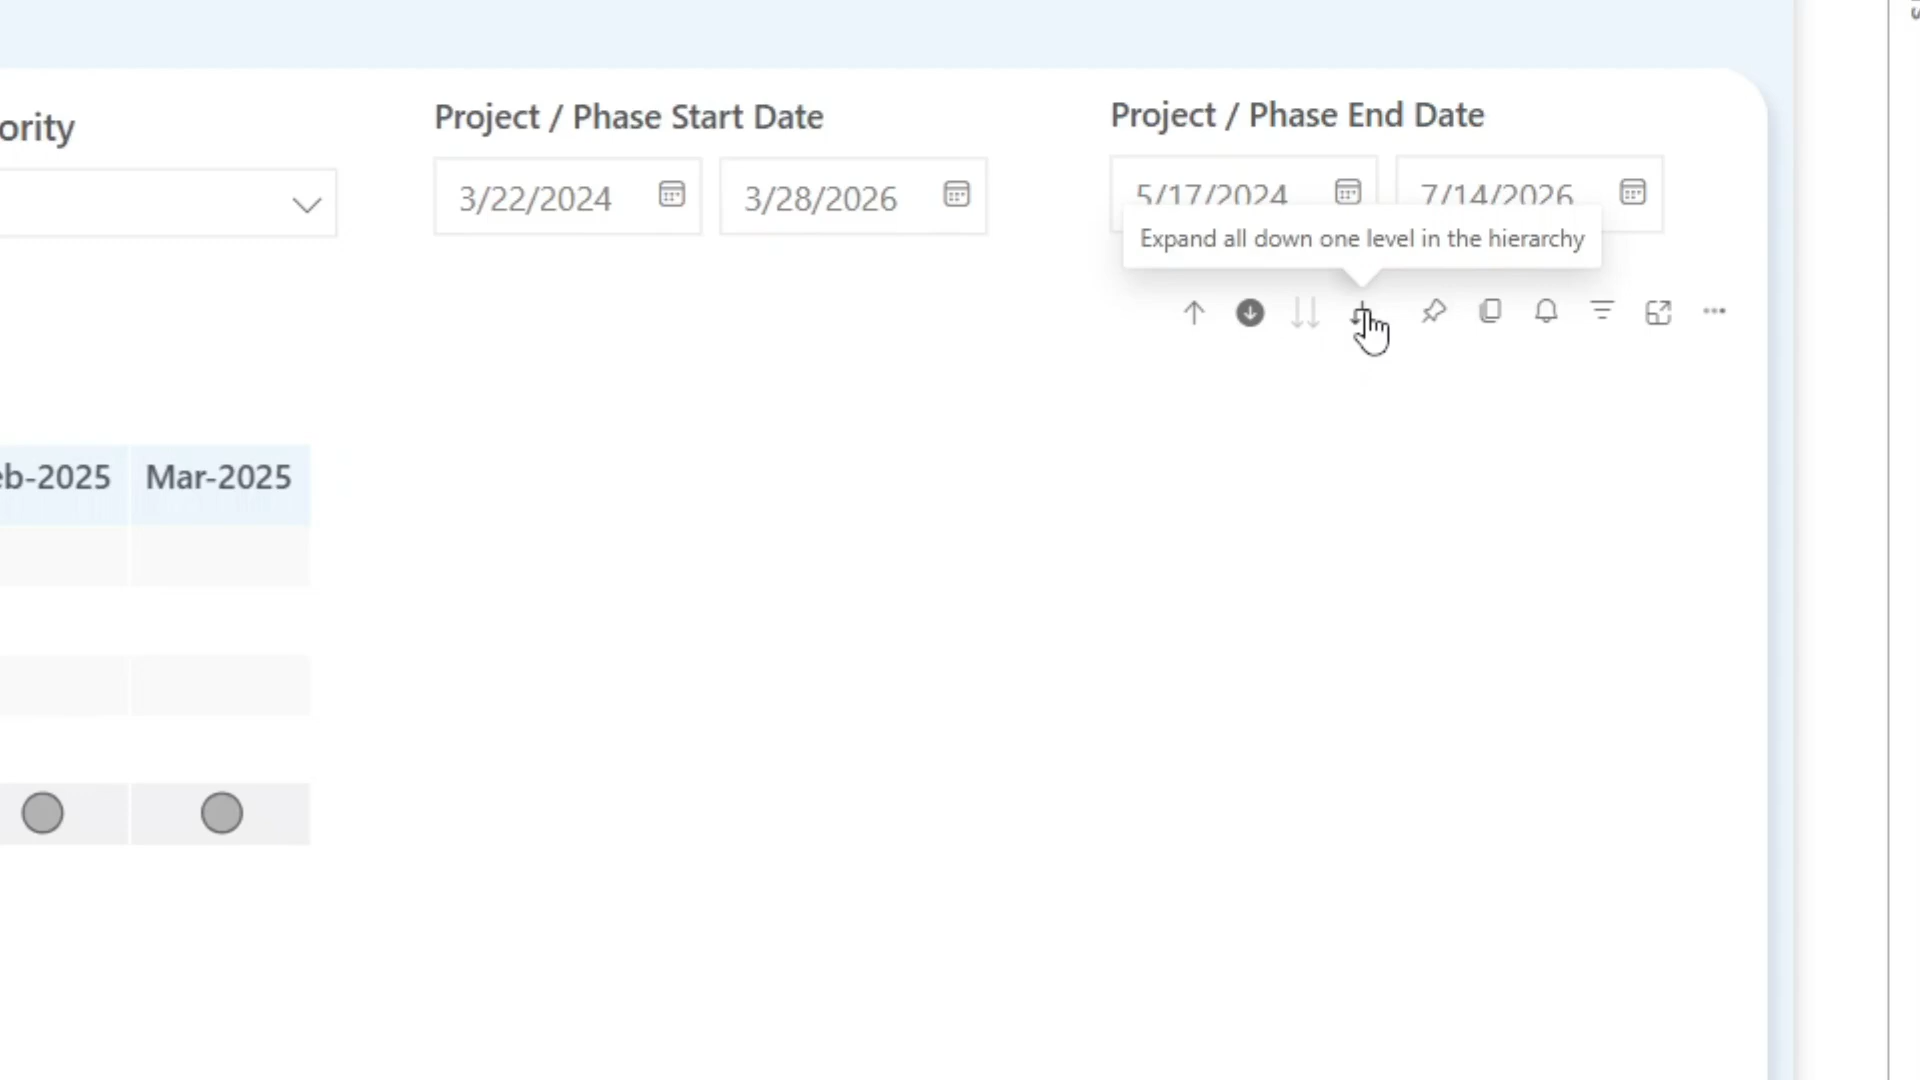 ority
Project / Phase Start Date
3/22/2024
3/28/2026
Project / Phase End Date
5/17/2024
7/14/2026
Expand all down one level in the hierarchy
eb-2025
Mar-2025